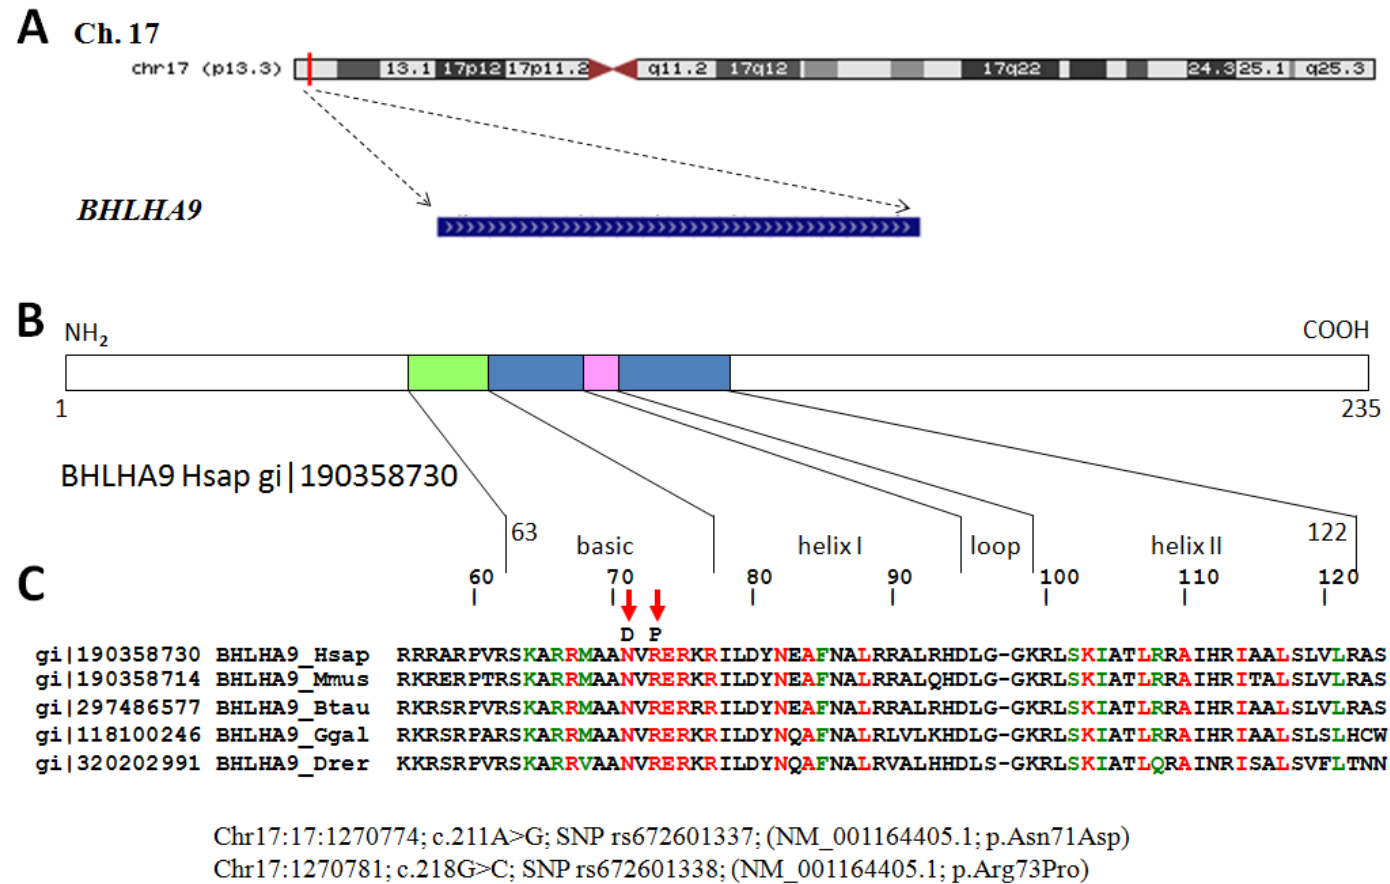 A Ch. 17
chr17 (p13.3) 13.1 17p12 17p11.2 q11.2 17q12 17q22 24.3 25.1 q25.3
BHLHA9
B NH2 COOH
1 235
BHLHA9 Hsap gi|190358730
63 basic helix I loop helix II 122
C 60 70 80 90 100 110 120
D P
gi|190358730 BHLHA9_Hsap RRRARPVRSKARRMAANVRERKRILDYNEAFNALRRALRHDLG-GKRLSKIATLRRAIHRIAALSLVLRAS
gi|190358714 BHLHA9_Mmus RKRERPTRSKARRMAANVRERKRILDYNEAFNALRRALQHDLG-GKRLSKIATLRRAIHRITALSLVLRAS
gi|297486577 BHLHA9_Btau RKRSRPVRSKARRMAANVRERRRILDYNEAFNALRRALRHDLG-GKRLSKIATLRRAIHRIAALSLVLRAS
gi|118100246 BHLHA9_Ggal RKRSRPARSKARRMAANVRERKRILDYNQAFNALRLVLKHDLG-GKRLSKIATLRRAIHRIAALSLSLHCW
gi|320202991 BHLHA9_Drer KKRSRPVRSKARRVAANVRERKRILDYNQAFNALRVALHHDLS-GKRLSKIATLQRAINRISALSVFLTNN
Chr17:17:1270774; c.211A>G; SNP rs672601337; (NM_001164405.1; p.Asn71Asp)
Chr17:1270781; c.218G>C; SNP rs672601338; (NM_001164405.1; p.Arg73Pro)